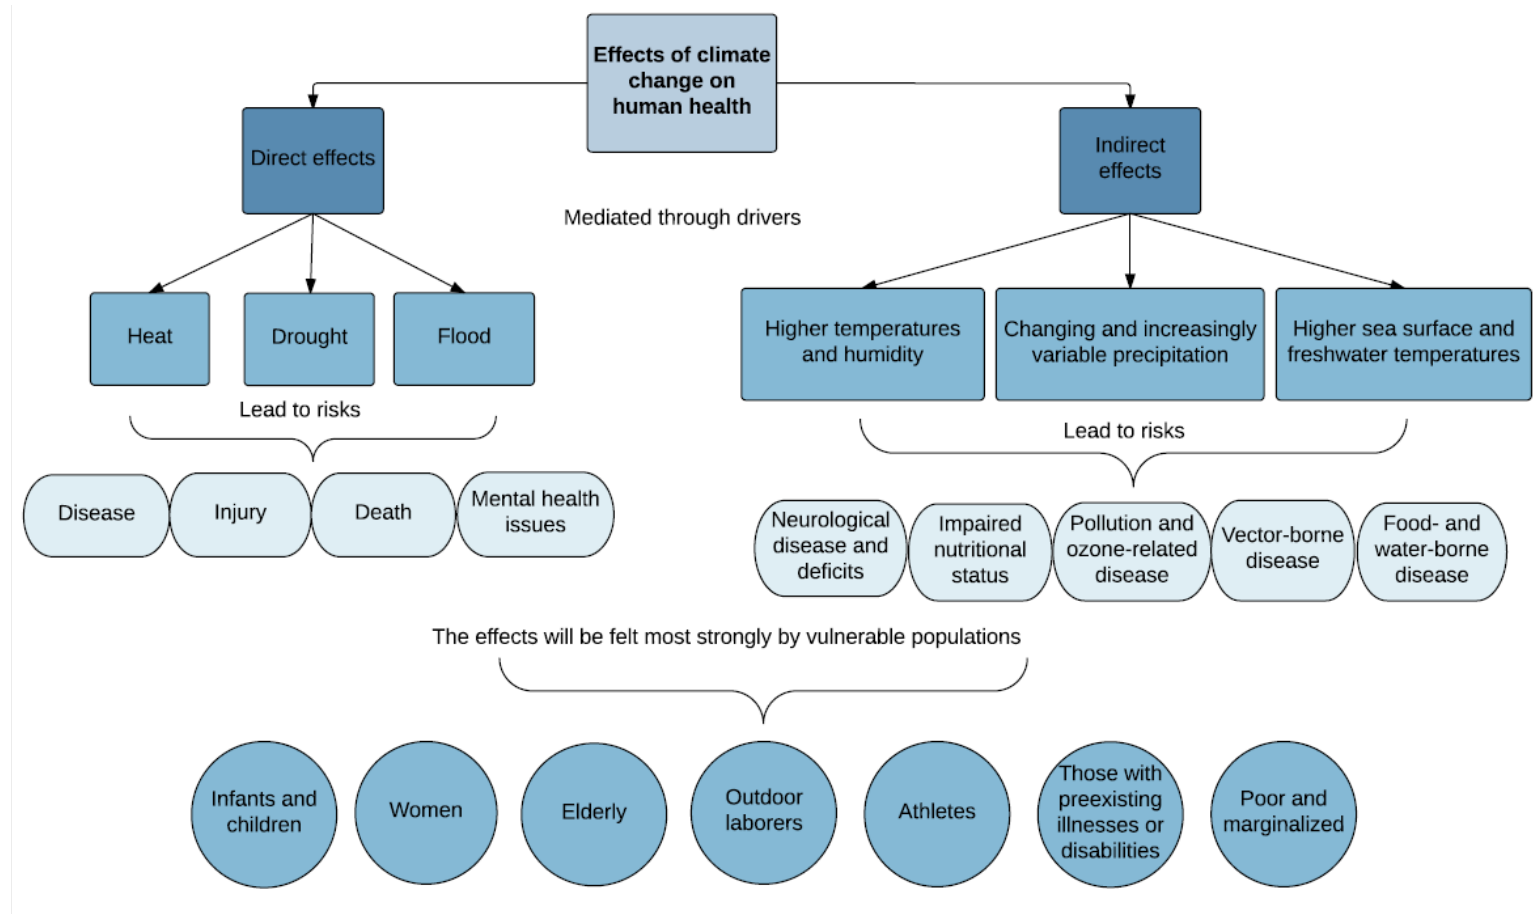 Effects of climate
change on
human health
Direct effects
Indirect
effects
Mediated through drivers
Heat
Drought
Flood
Higher temperatures
and humidity
Changing and increasingly
variable precipitation
Higher sea surface and
freshwater temperatures
Lead to risks
Lead to risks
Disease
Injury
Death
Mental health
issues
Neurological
disease and
deficits
Impaired
nutritional
status
Pollution and
ozone-related
disease
Vector-borne
disease
Food- and
water-borne
disease
The effects will be felt most strongly by vulnerable populations
Infants and
children
Women
Elderly
Outdoor
laborers
Athletes
Those with
preexisting
illnesses or
disabilities
Poor and
marginalized